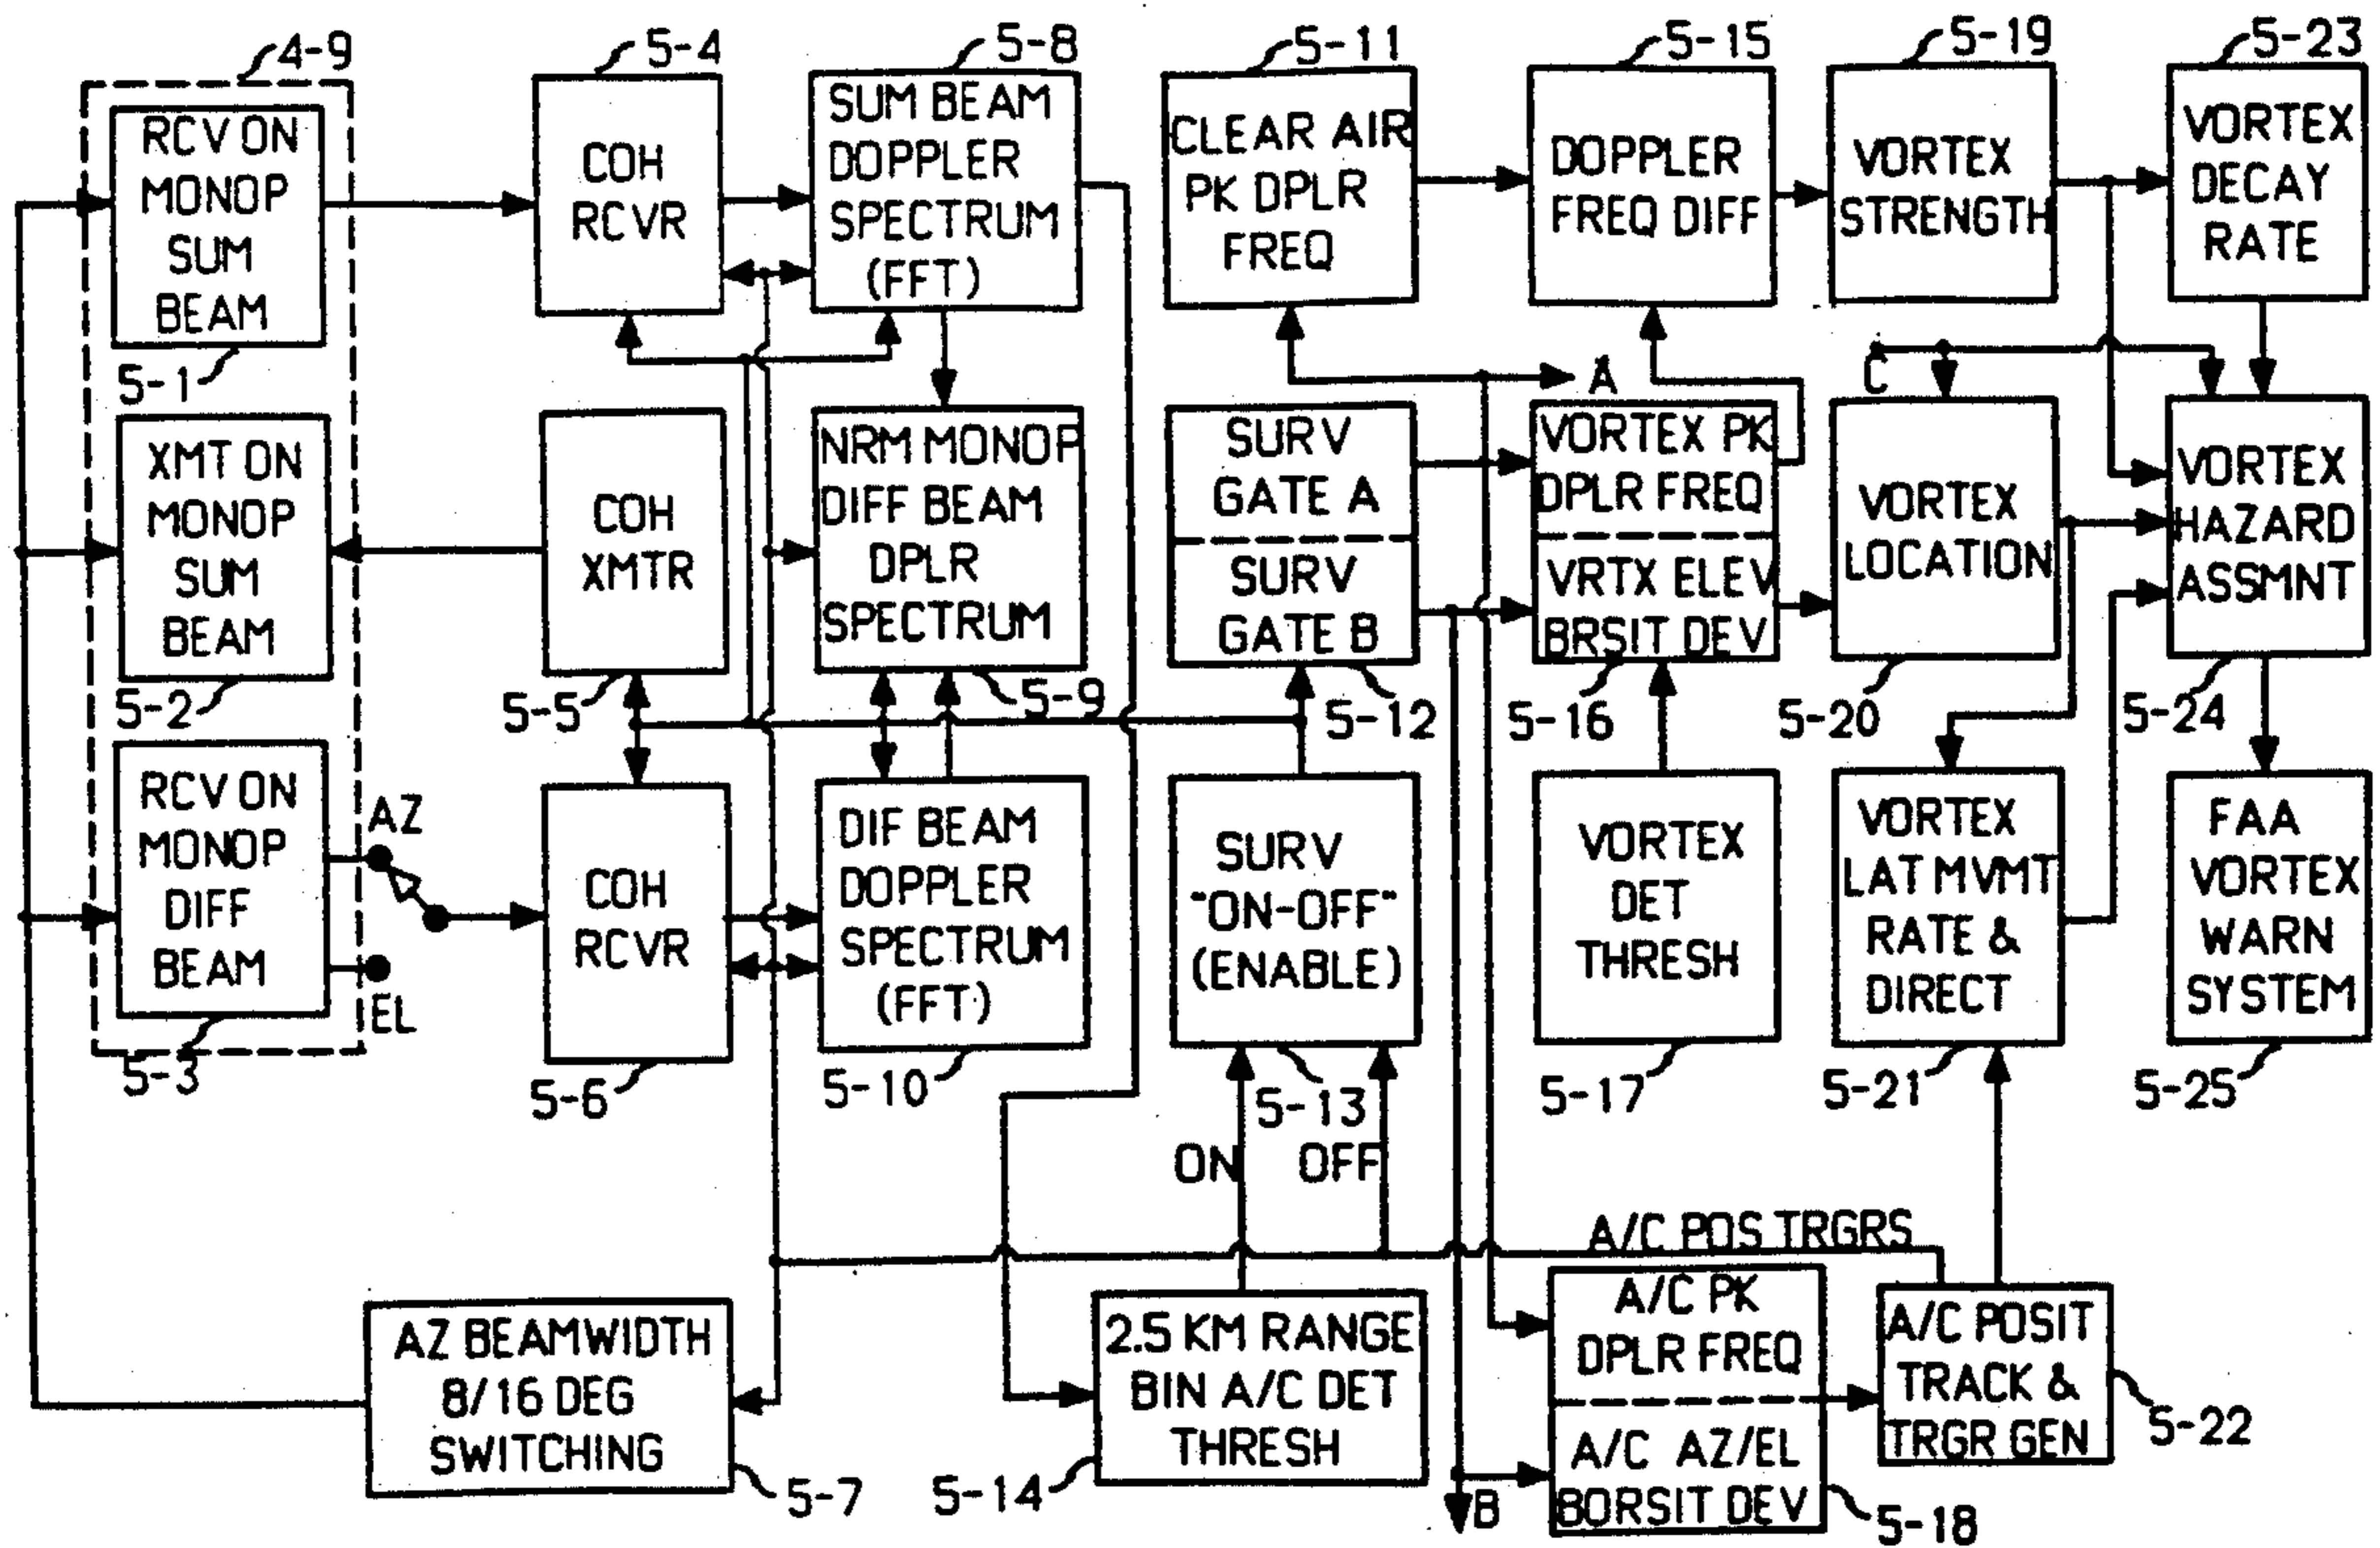 4-9
RCV ON
MONOP
SUM
BEAM
5-1
XMT ON
MONOP
SUM
BEAM
5-2
RCV ON
MONOP
DIFF
BEAM
5-3
AZ
EL
5-4
COH
RCVR
COH
XMTR
5-5
COH
RCVR
5-6
AZ BEAMWIDTH
8/16 DEG
SWITCHING
5-7
5-8
SUM BEAM
DOPPLER
SPECTRUM
(FFT)
NRM MONOP
DIFF BEAM
DPLR
SPECTRUM
5-9
DIF BEAM
DOPPLER
SPECTRUM
(FFT)
5-10
5-11
CLEAR AIR
PK DPLR
FREQ
A
SURV
GATE A
SURV
GATE B
5-12
SURV
"ON-OFF"
(ENABLE)
5-13
ON
OFF
2.5 KM RANGE
BIN A/C DET
THRESH
5-14
5-15
DOPPLER
FREQ DIFF
VORTEX PK
DPLR FREQ
VRTX ELEV
BRSIT DEV
5-16
VORTEX
DET
THRESH
5-17
A/C POS TRGRS
A/C PK
DPLR FREQ
A/C AZ/EL
BORSIT DEV
5-18
B
5-19
VORTEX
STRENGTH
C
VORTEX
LOCATION
5-20
VORTEX
LAT MVMT
RATE &
DIRECT
5-21
A/C POSIT
TRACK &
TRGR GEN
5-22
5-23
VORTEX
DECAY
RATE
VORTEX
HAZARD
ASSMNT
5-24
FAA
VORTEX
WARN
SYSTEM
5-25